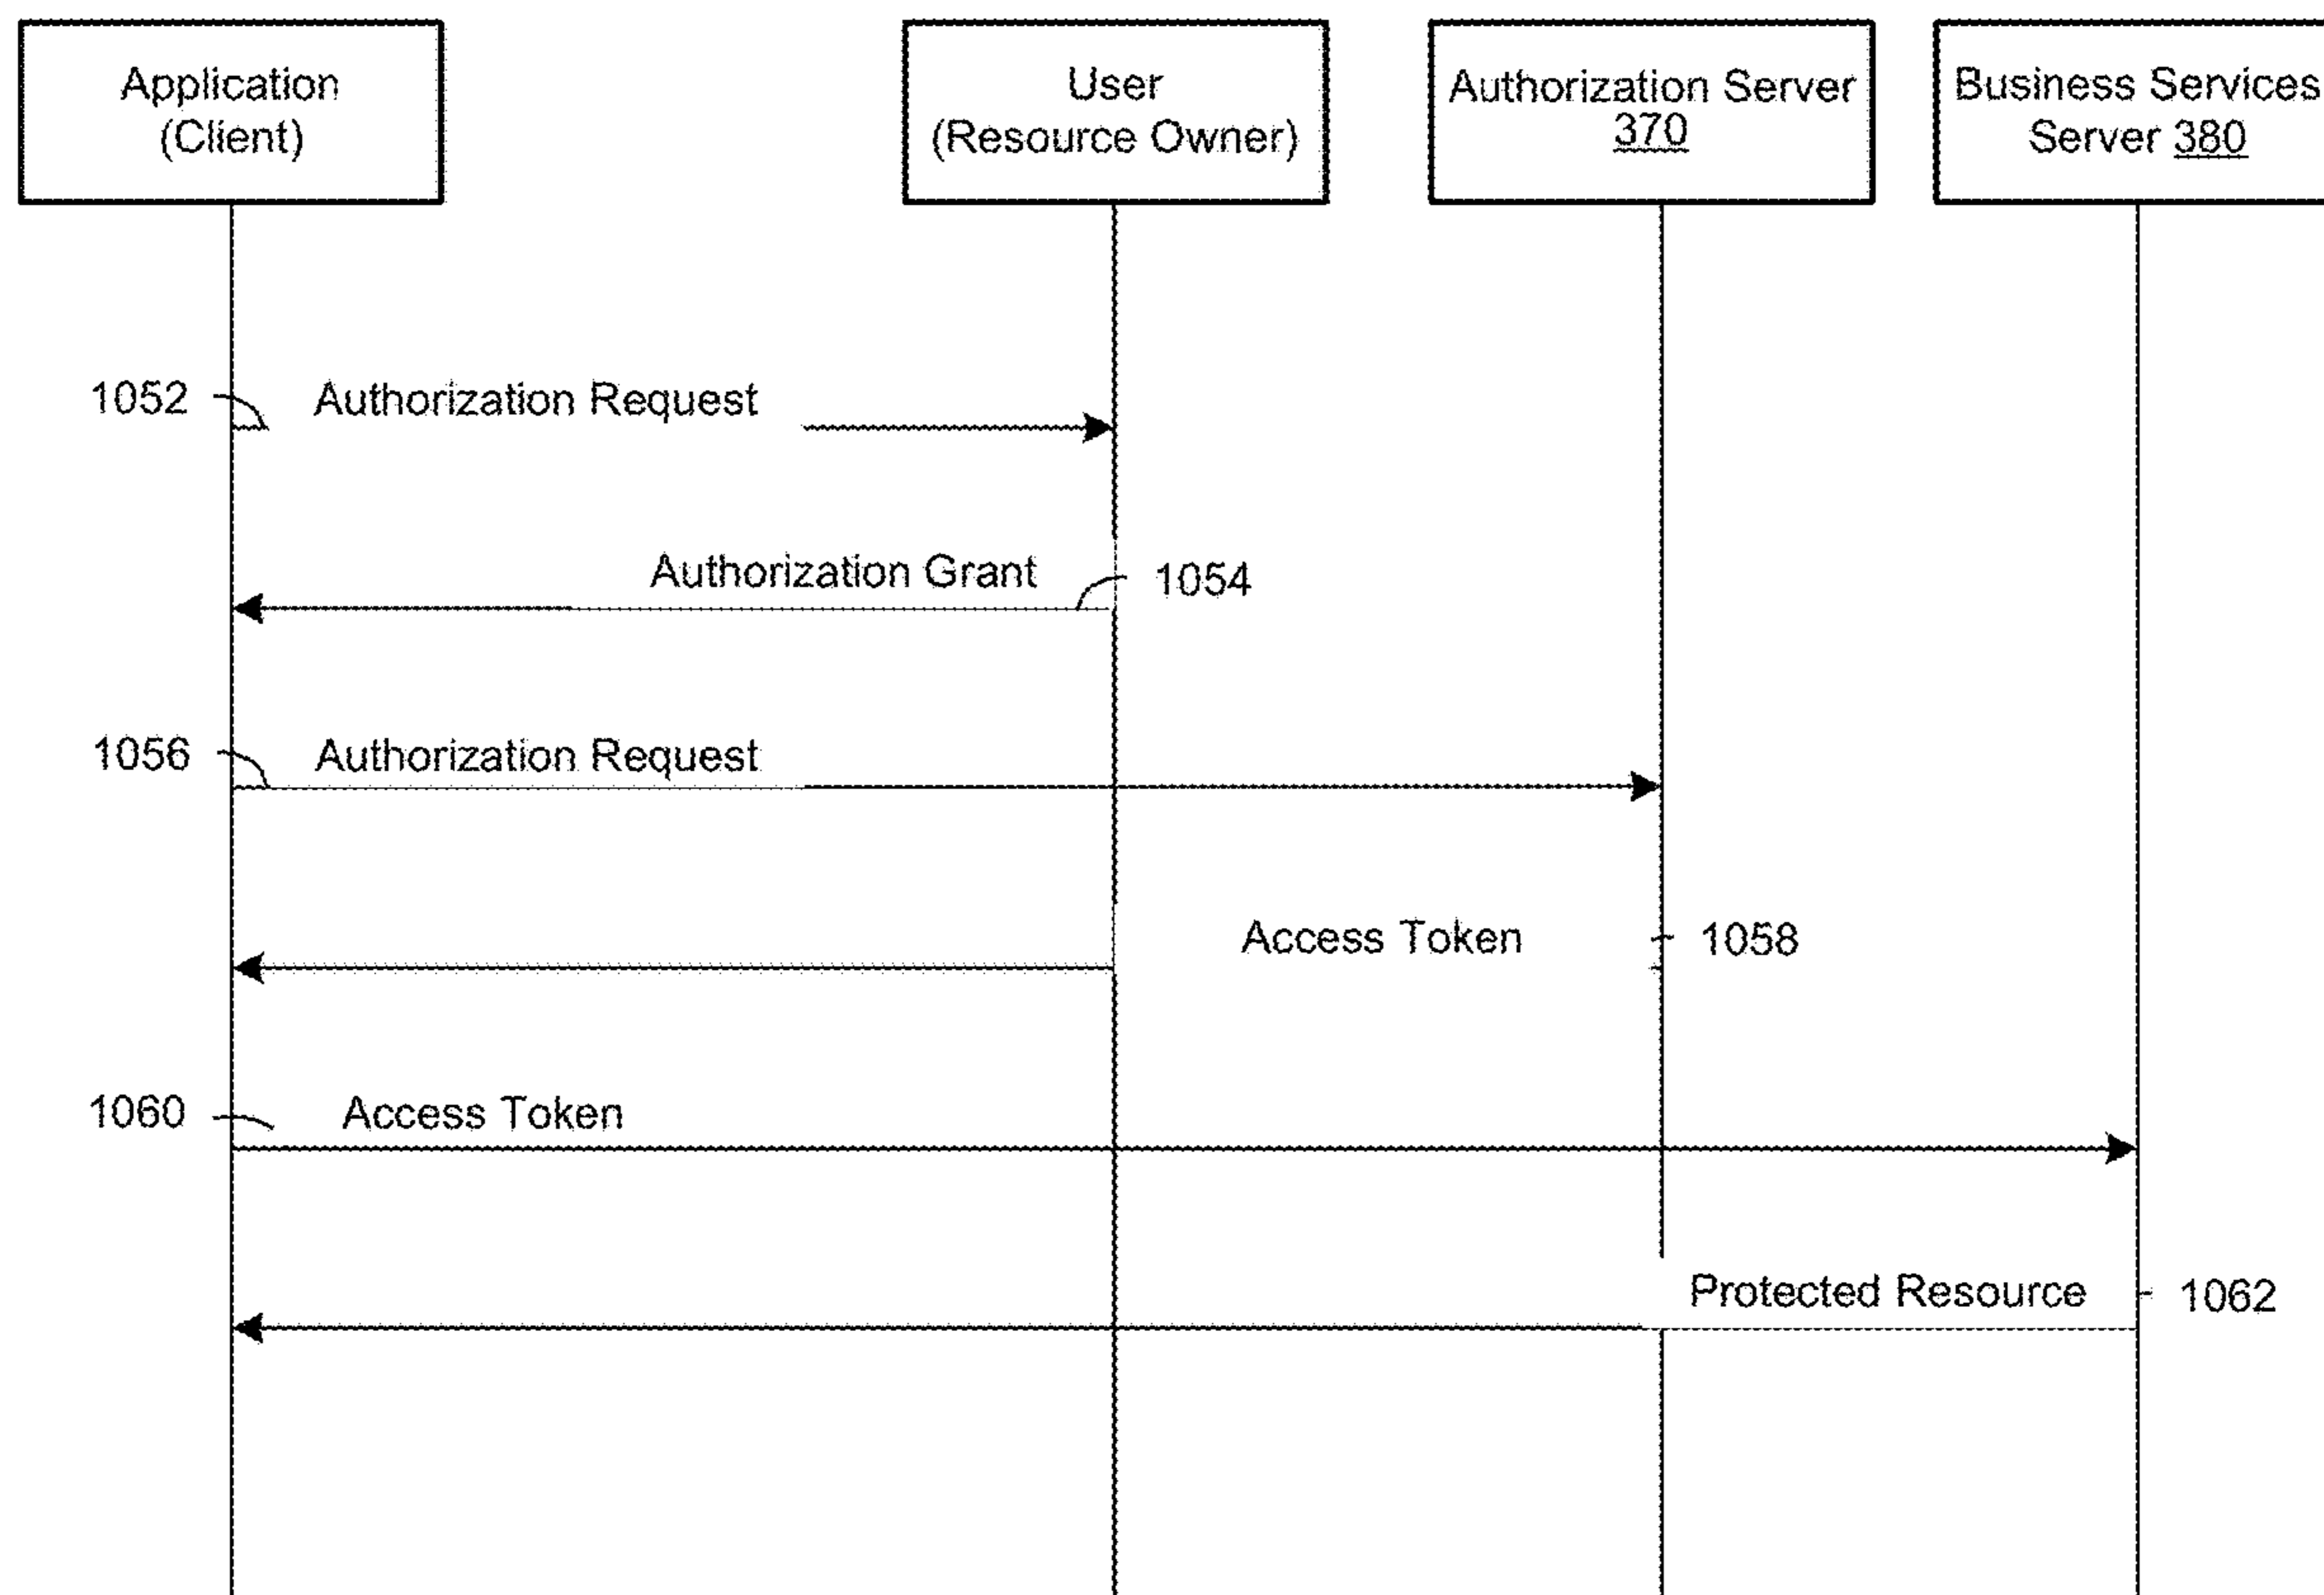 Application
(Client)
User
(Resource Owner)
Authorization Server
370
Business Services
Server 380
1052 Authorization Request
Authorization Grant 1054
1056 Authorization Request
Access Token 1058
1060 Access Token
Protected Resource 1062